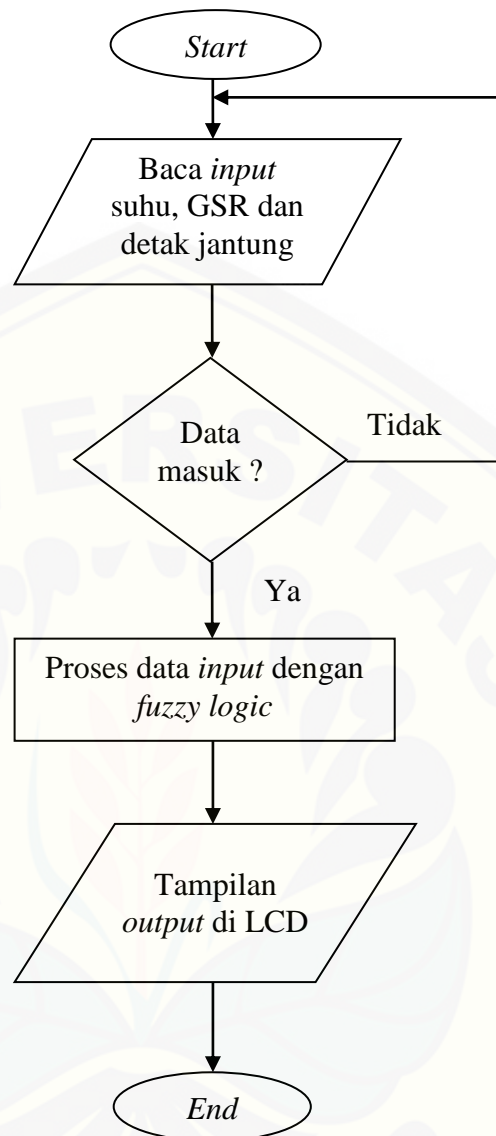 Start
Baca input
suhu, GSR dan
detak jantung
Data
masuk ?
Tidak
Ya
Proses data input dengan
fuzzy logic
Tampilan
output di LCD
End
ERSITAS